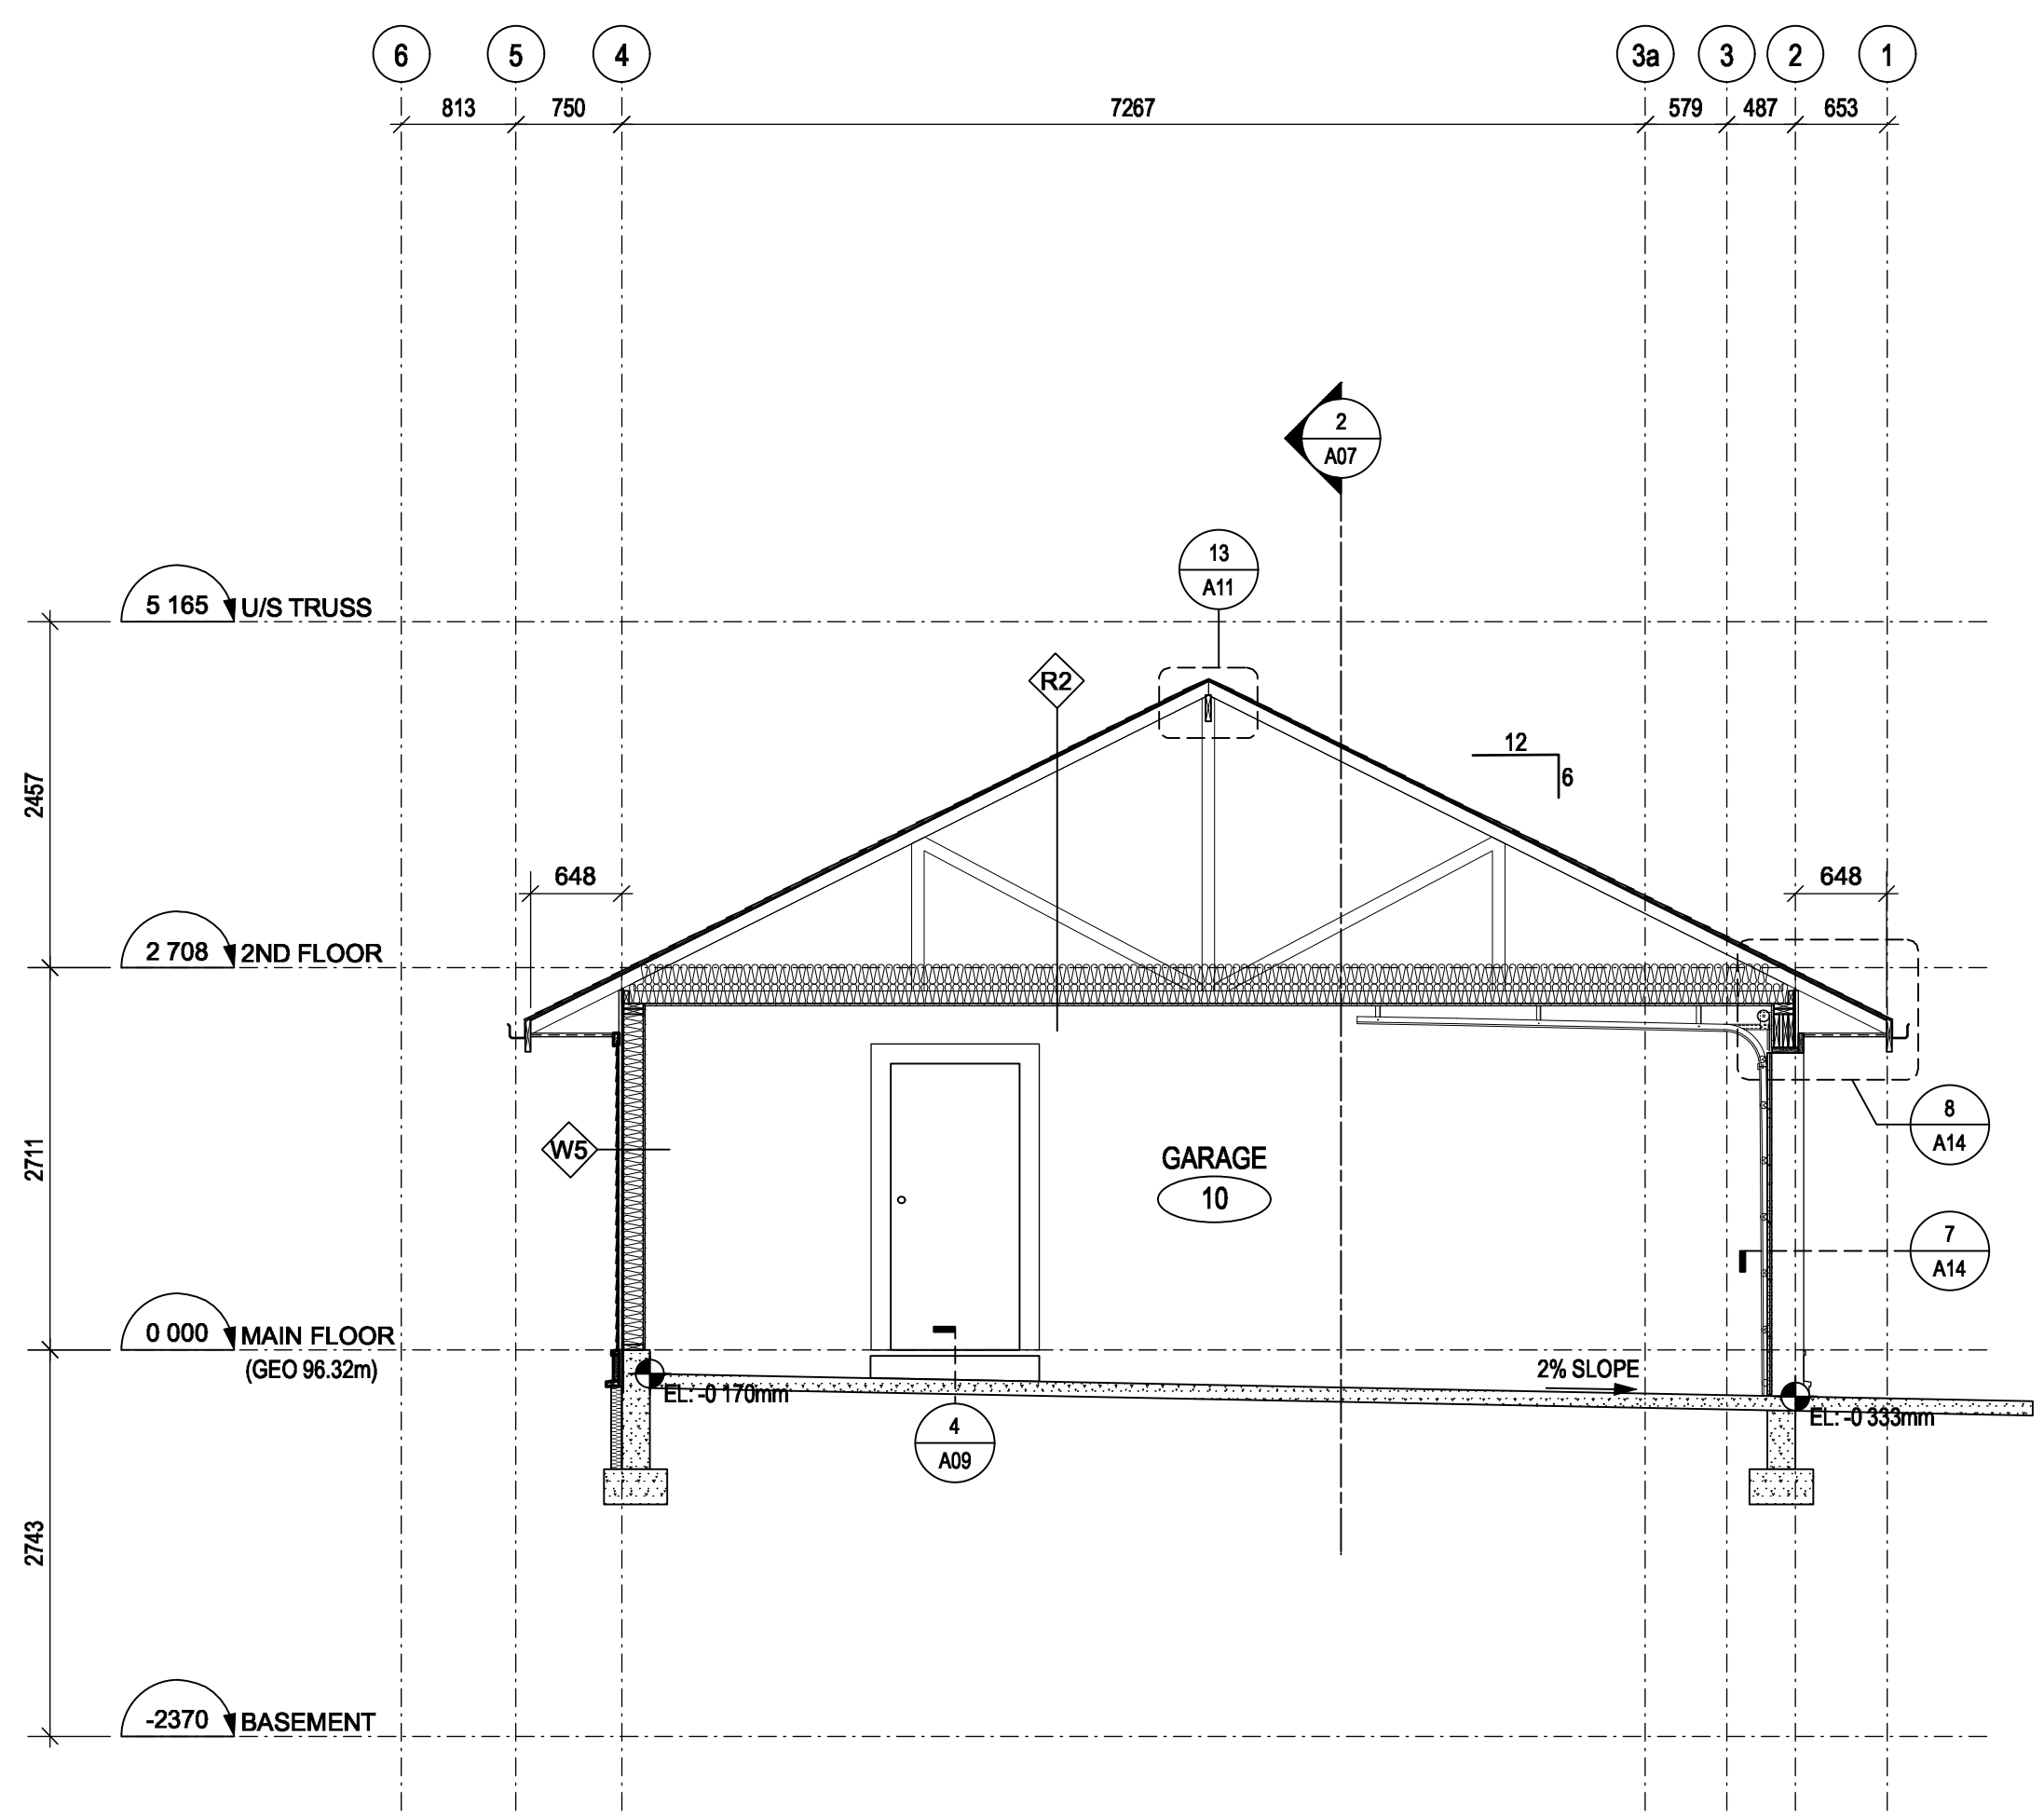 6 5 4 3a 3 2 1
813 750 7267 579 487 653
2
A07
13
A11
5 165 U/S TRUSS
R2
12
6
2457
648
648
2 708 2ND FLOOR
8
A14
W5
GARAGE
10
2711
7
A14
0 000 MAIN FLOOR
(GEO 96.32m)
2% SLOPE
EL: -0 170mm
EL: -0 333mm
4
A09
2743
-2370 BASEMENT